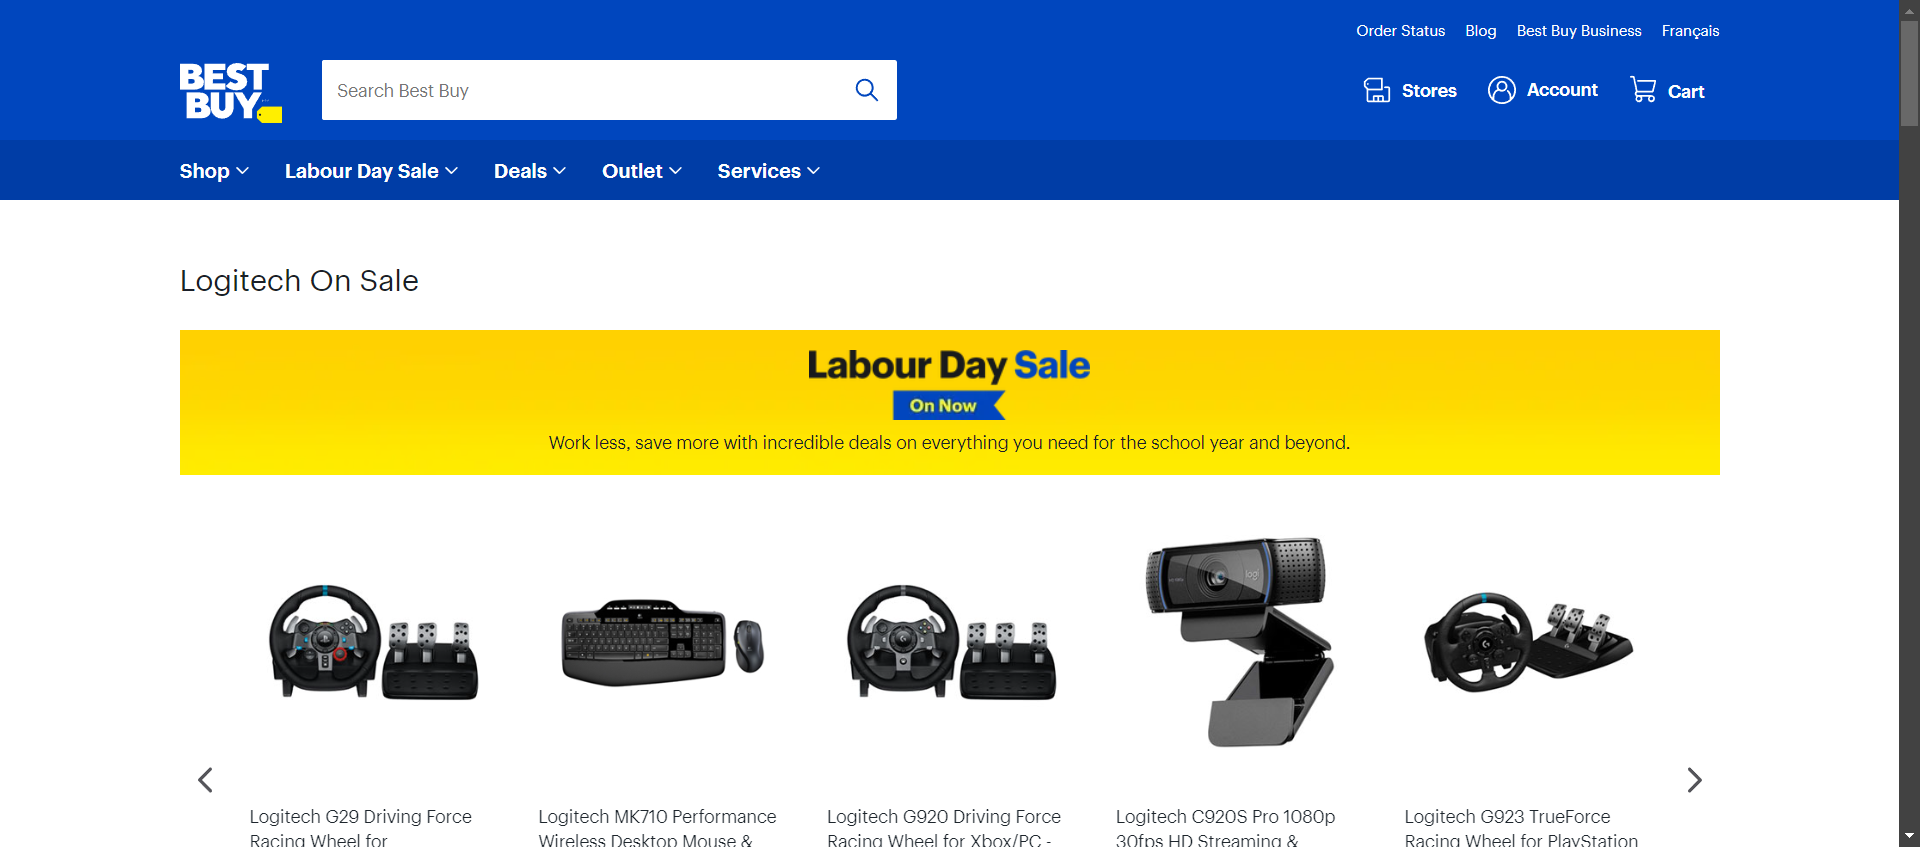 Order Status Blog Best Buy Business Français
BEST
BUY
Search Best Buy
Stores Account Cart
Shop Labour Day Sale Deals Outlet Services
Logitech On Sale
Labour Day Sale
On Now
Work less, save more with incredible deals on everything you need for the school year and beyond.
logi
Logitech G29 Driving Force
Racing Wheel for
Logitech MK710 Performance
Wireless Desktop Mouse &
Logitech G920 Driving Force
Racing Wheel for Xbox/PC -
Logitech C920S Pro 1080p
30fps HD Streaming &
Logitech G923 TrueForce
Racing Wheel for PlayStation